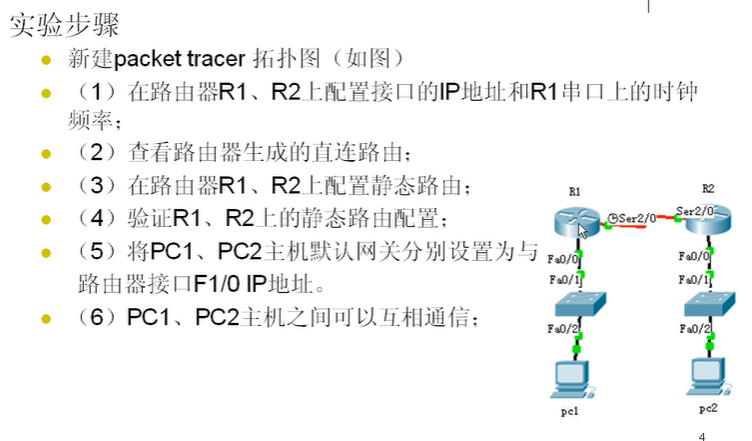 实验步骤
新建packet tracer 拓扑图（如图）
（1）在路由器R1、R2上配置接口的IP地址和R1串口上的时钟
频率；
（2）查看路由器生成的直连路由；
（3）在路由器R1、R2上配置静态路由；
（4）验证R1、R2上的静态路由配置；
（5）将PC1、PC2主机默认网关分别设置为与
路由器接口F1/0 IP地址。
（6）PC1、PC2主机之间可以互相通信；
R1 R2
Ser2/0 Ser2/0
Fa0/0 Fa0/0
Fa0/1 Fa0/1
Fa0/2 Fa0/2
pc1 pc2
4